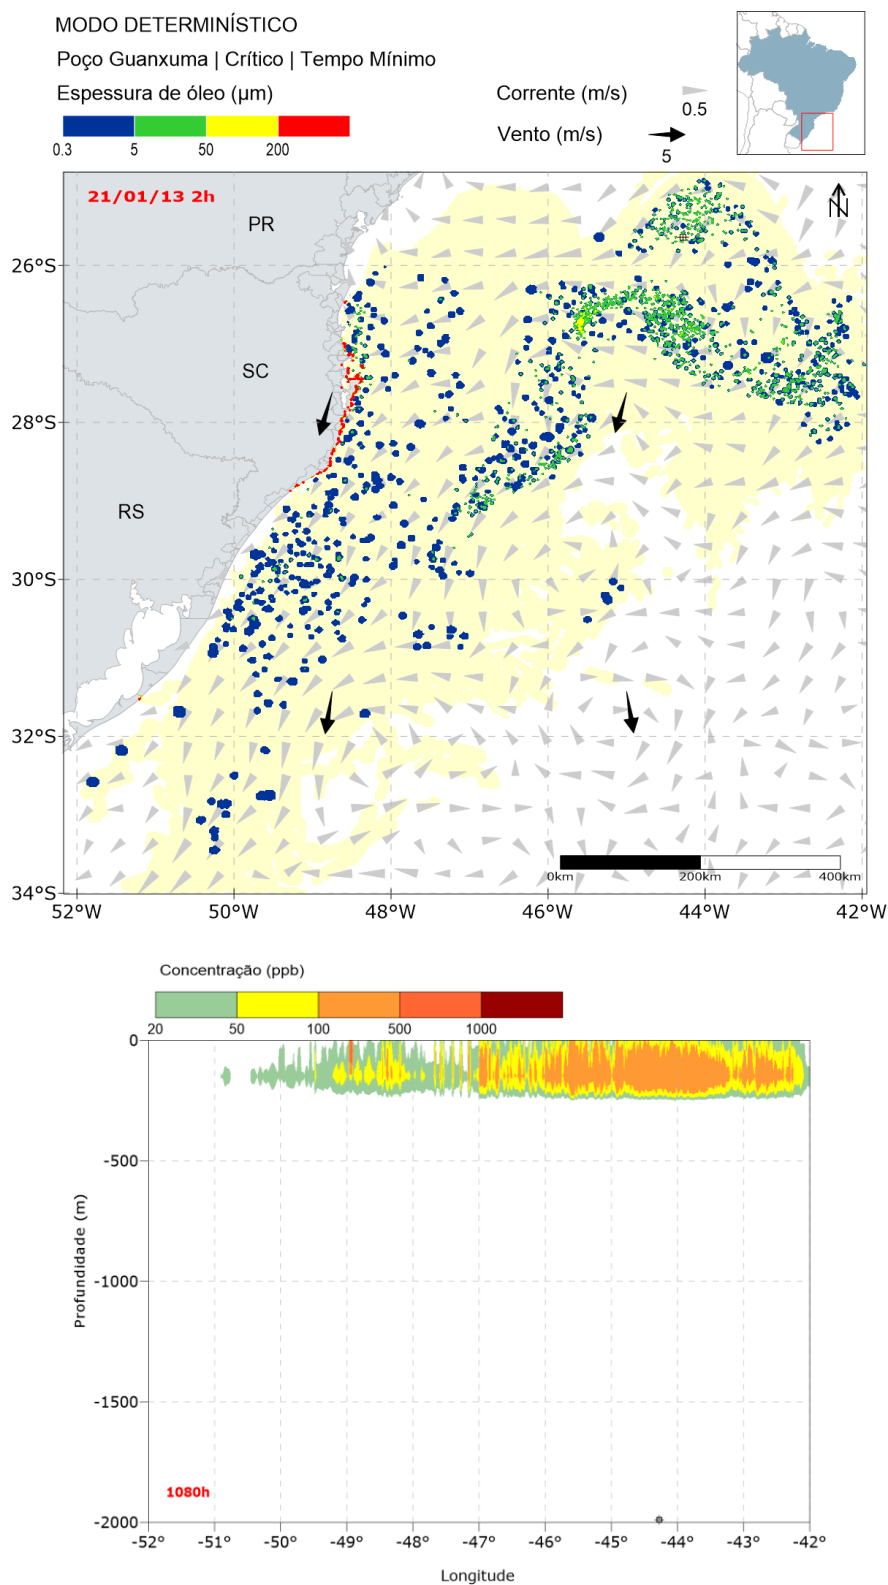 MODO DETERMINÍSTICO
Poço Guanxuma | Crítico | Tempo Mínimo
Espessura de óleo (μm)
0.3 5 50 200
Corrente (m/s)
0.5
Vento (m/s)
5
21/01/13 2h
N
PR
SC
RS
26°S
28°S
30°S
32°S
34°S
0km 200km 400km
52°W 50°W 48°W 46°W 44°W 42°W
Concentração (ppb)
20 50 100 500 1000
0
-500
-1000
-1500
-2000
Profundidade (m)
1080h
-52° -51° -50° -49° -48° -47° -46° -45° -44° -43° -42°
Longitude